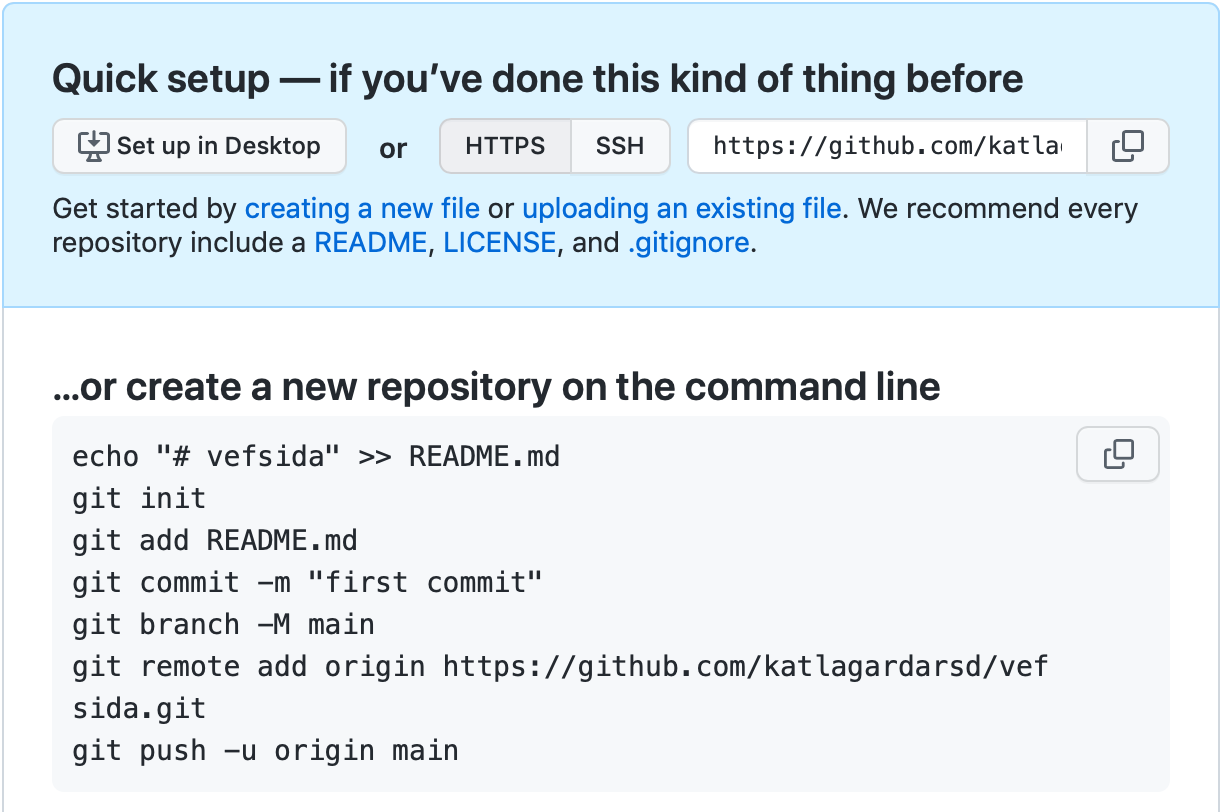 Quick setup — if you’ve done this kind of thing before
Set up in Desktop or HTTPS SSH https://github.com/katla
Get started by creating a new file or uploading an existing file. We recommend every
repository include a README, LICENSE, and .gitignore.
…or create a new repository on the command line
echo "# vefsida" >> README.md
git init
git add README.md
git commit -m "first commit"
git branch -M main
git remote add origin https://github.com/katlagardarsd/vef
sida.git
git push -u origin main